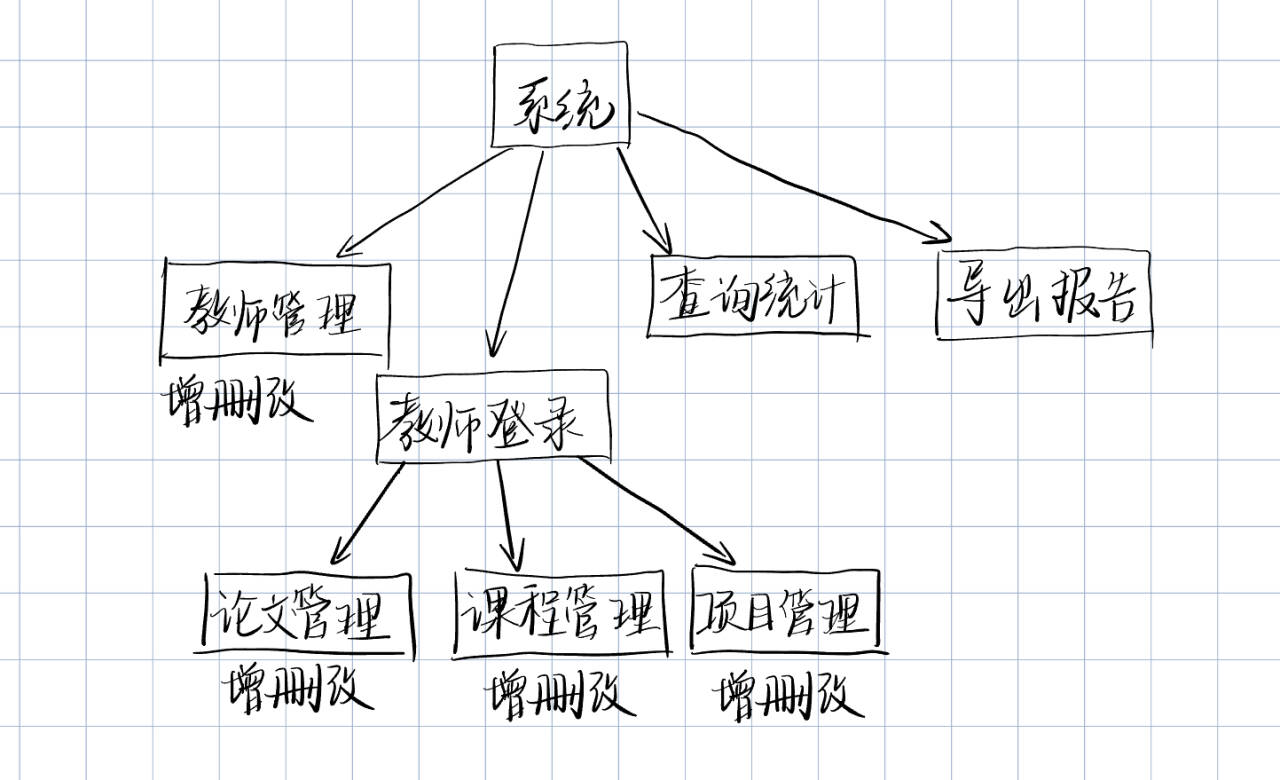 系统
教师管理
增删改
教师登录
查询统计
导出报告
论文管理
增删改
课程管理
增删改
项目管理
增删改